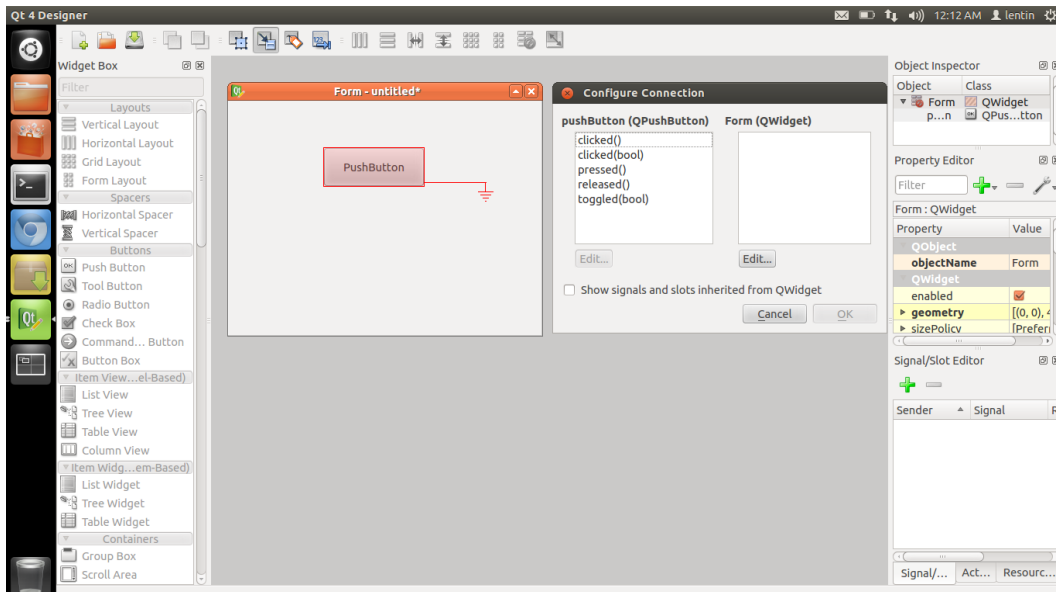 Qt 4 Designer
12:12 AM lentin
Widget Box
Filter
Layouts
Vertical Layout
Horizontal Layout
Grid Layout
Form Layout
Spacers
Horizontal Spacer
Vertical Spacer
Buttons
Push Button
Tool Button
Radio Button
Check Box
Command... Button
Button Box
Item View...el-Based)
List View
Tree View
Table View
Column View
Item Widg...em-Based)
List Widget
Tree Widget
Table Widget
Containers
Group Box
Scroll Area
Form - untitled*
PushButton
Configure Connection
pushButton (QPushButton) Form (QWidget)
clicked()
clicked(bool)
pressed()
released()
toggled(bool)
Edit... Edit...
Show signals and slots inherited from QWidget
Cancel OK
Object Inspector
Object Class
Form QWidget
p...n QPus...tton
Property Editor
Filter
Form : QWidget
Property Value
QObject
objectName Form
QWidget
enabled
geometry [(0, 0), 4
sizePolicy [Preferr
Signal/Slot Editor
Sender Signal R
Signal/... Act... Resourc...